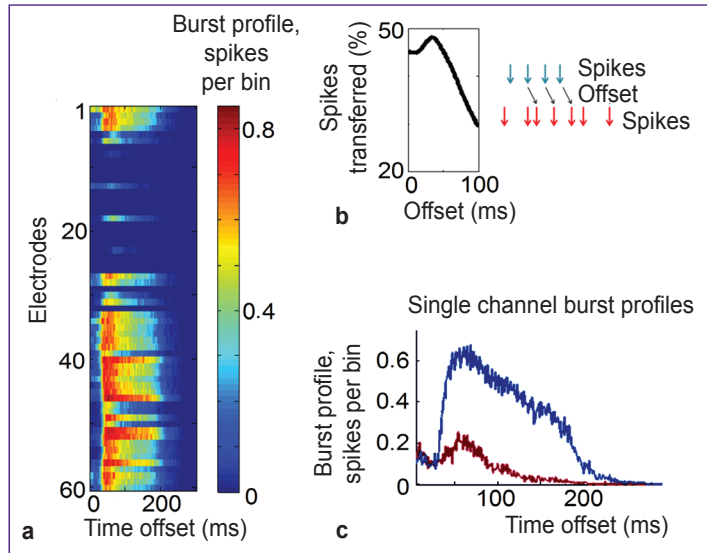 Burst profile,
spikes
per bin
1
20
40
60
Electrodes
0
200
Time offset (ms)
0.8
0.4
0
a
50
20
Spikes
transferred (%)
0
100
Offset (ms)
b
Spikes
Offset
Spikes
Single channel burst profiles
Burst profile,
spikes per bin
0.6
0.4
0.2
0
100
200
Time offset (ms)
c